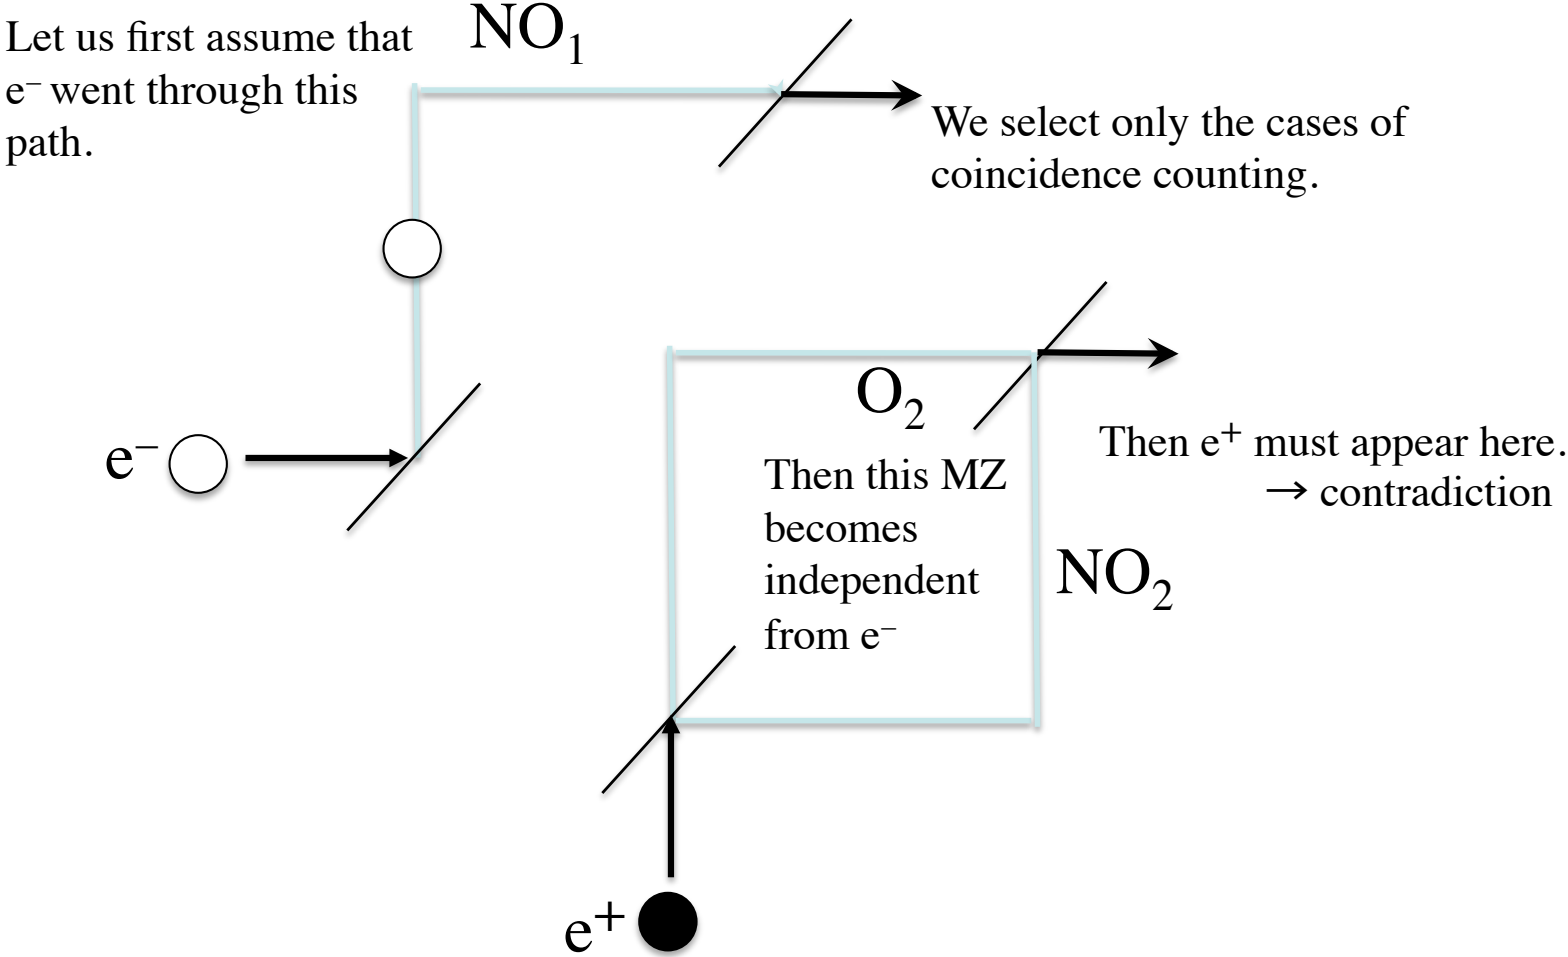 Let us first assume that
e⁻ went through this
path.
NO₁
We select only the cases of
coincidence counting.
O₂
Then this MZ
becomes
independent
from e⁻
e⁻
Then e⁺ must appear here.
→ contradiction
NO₂
e⁺